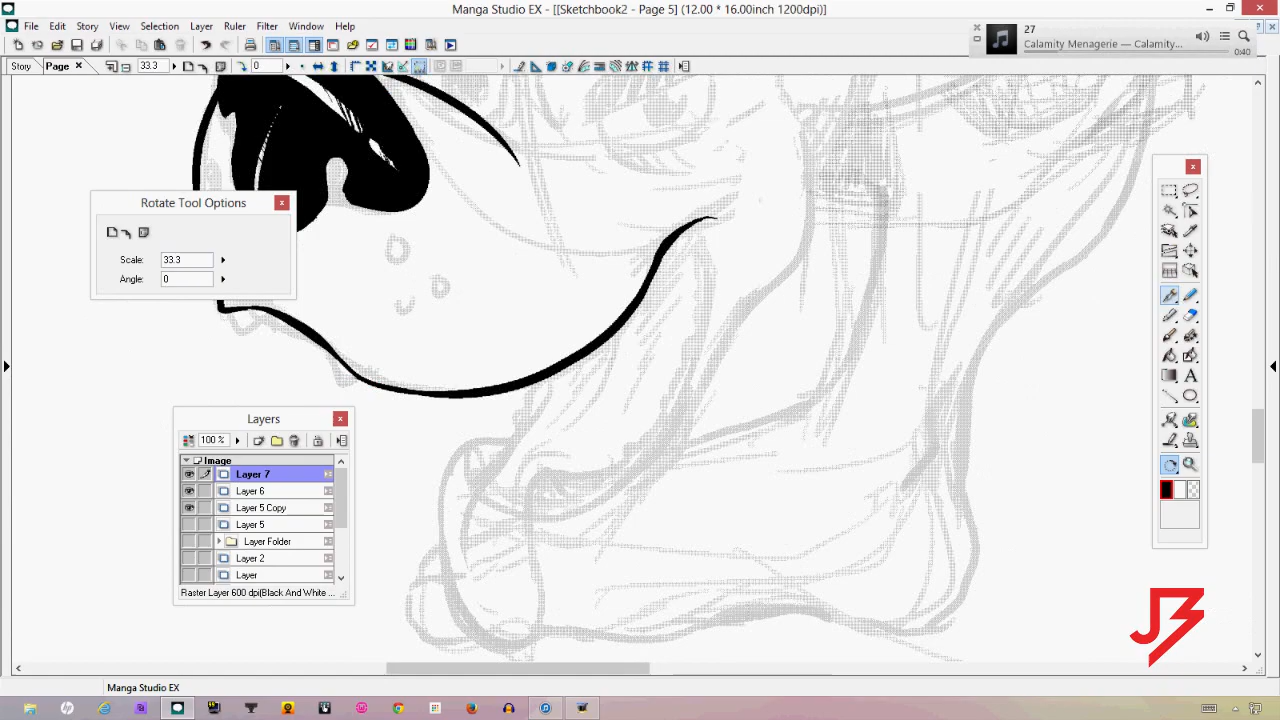 Manga Studio EX - [[Sketchbook2 - Page 5] (12.00 * 16.00inch 1200dpi)]
File Edit Story View Selection Layer Ruler Filter Window Help
27
Calamity Menagerie — Calamity...
0:40
Story Page 33.3 0
Rotate Tool Options
Scale: 33.3
Angle: 0
Layers
100 %
Image
Layer 7
Layer 6
Layer 5 Copy
Layer 5
Layer Folder
Layer 2
Layer
Raster Layer 600 dpi(Black And White ...
Manga Studio EX